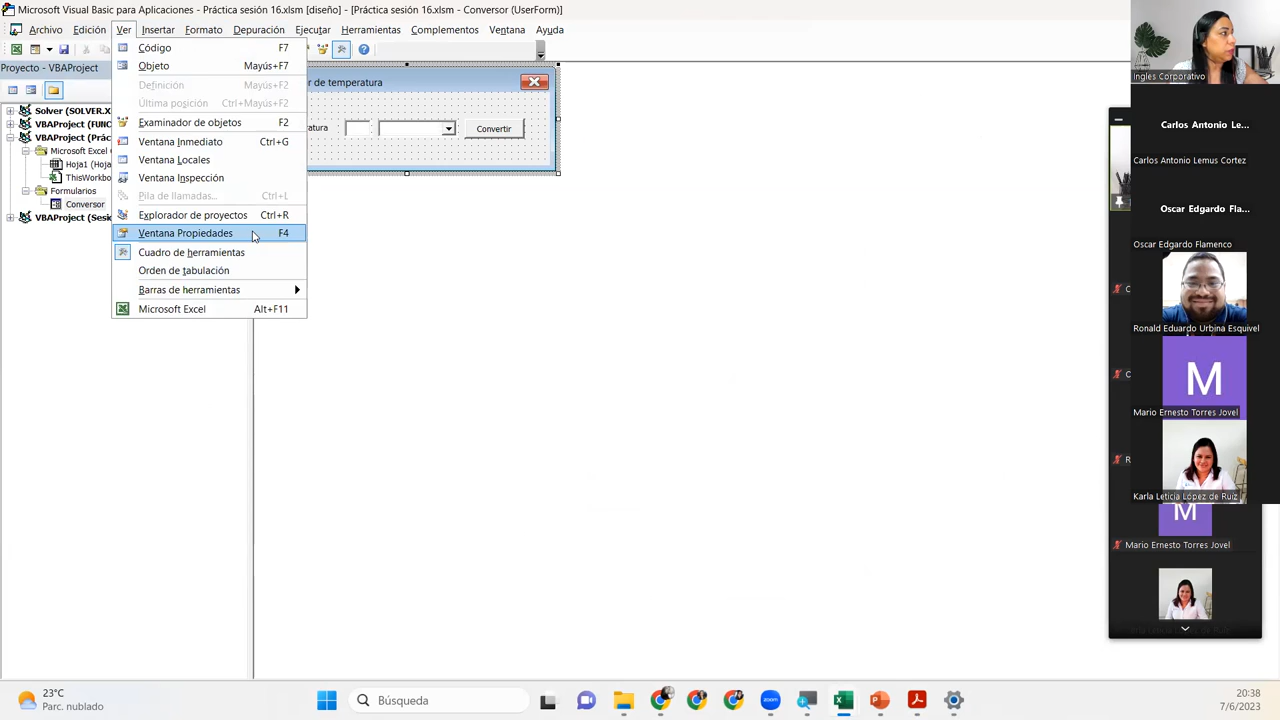 Microsoft Visual Basic para Aplicaciones - Práctica sesión 16.xlsm [diseño] - [Práctica sesión 16.xlsm - Conversor (UserForm)]
Archivo Edición Ver Insertar Formato Depuración Ejecutar Herramientas Complementos Ventana Ayuda
Proyecto - VBAProject
Solver (SOLVER.X
VBAProject (FUNC
VBAProject (Prác
Microsoft Excel
Hoja1 (Hoja
ThisWorkbo
Formularios
Conversor
VBAProject (Sesi
Código F7
Objeto Mayús+F7
Definición Mayús+F2
Última posición Ctrl+Mayús+F2
Examinador de objetos F2
Ventana Inmediato Ctrl+G
Ventana Locales
Ventana Inspección
Pila de llamadas... Ctrl+L
Explorador de proyectos Ctrl+R
Ventana Propiedades F4
Cuadro de herramientas
Orden de tabulación
Barras de herramientas
Microsoft Excel Alt+F11
r de temperatura
atura
Convertir
Ingles Corporativo
Carlos Antonio Le...
Carlos Antonio Lemus Cortez
Oscar Edgardo Fla...
Oscar Edgardo Flamenco
C
Ronald Eduardo Urbina Esquivel
M
C
Mario Ernesto Torres Jovel
R
Karla Leticia López de Ruiz
M
Mario Ernesto Torres Jovel
23°C
Parc. nublado
Búsqueda
zoom
20:38
7/6/2023